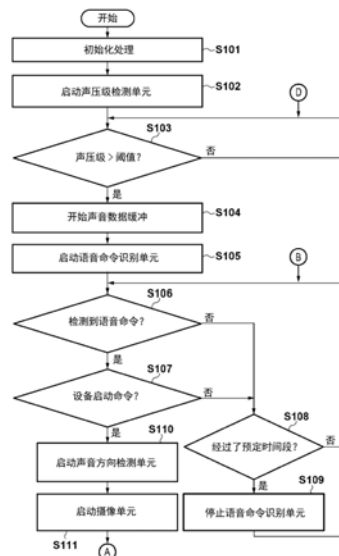 开始
初始化处理
S101
启动声压级检测单元
S102
D
S103
声压级 > 阈值?
否
是
开始声音数据缓冲
S104
启动语音命令识别单元
S105
B
S106
检测到语音命令?
否
是
S107
设备启动命令?
否
是
S108
经过了预定时间段?
否
是
S110
启动声音方向检测单元
S109
停止语音命令识别单元
启动摄像单元
S111
A